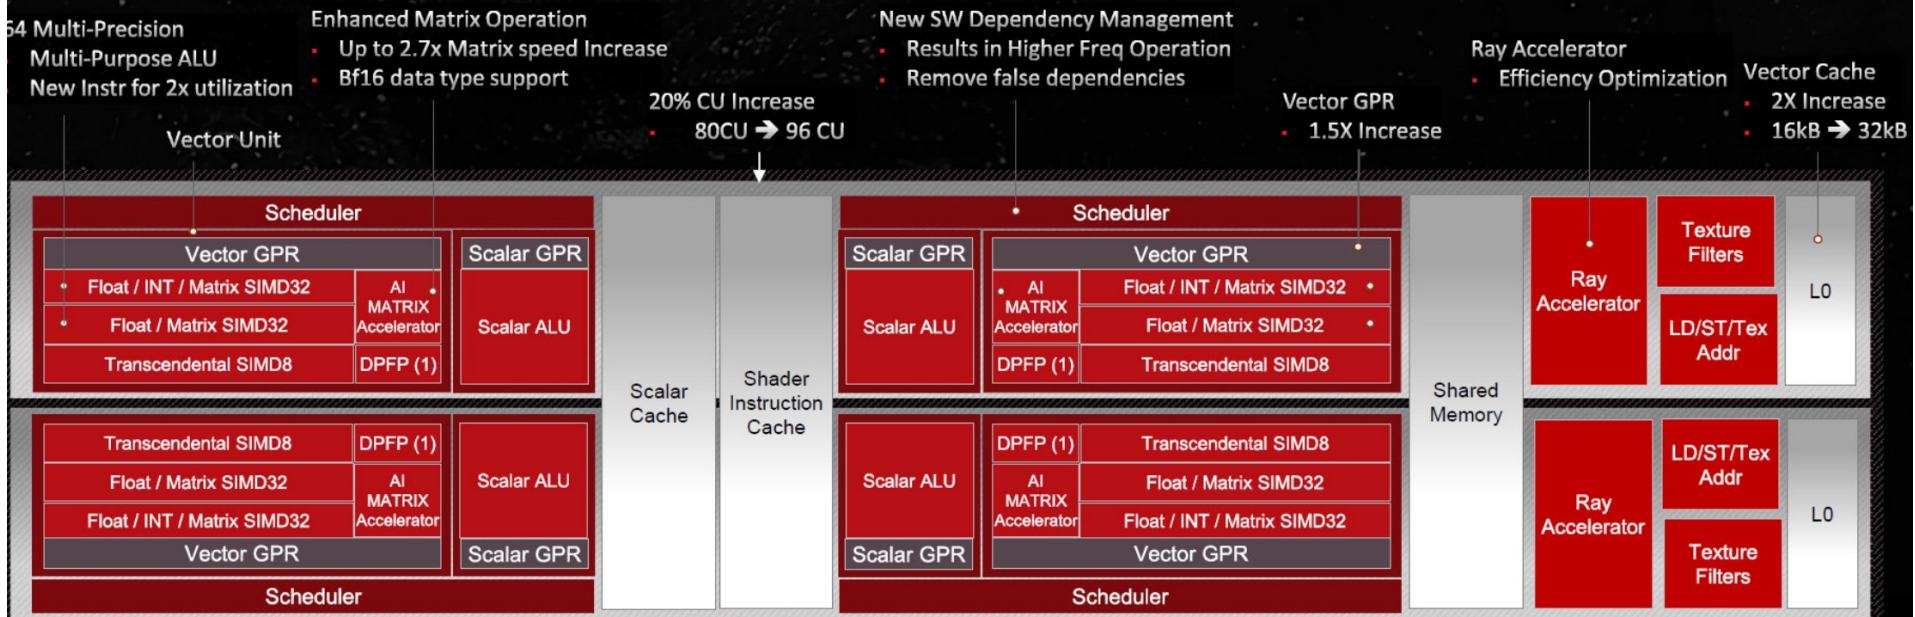 64 Multi-Precision
Multi-Purpose ALU
New Instr for 2x utilization
Enhanced Matrix Operation
Up to 2.7x Matrix speed Increase
Bf16 data type support
New SW Dependency Management
Results in Higher Freq Operation
Remove false dependencies
Ray Accelerator
Efficiency Optimization
Vector Cache
2X Increase
16kB ➔ 32kB
20% CU Increase
80CU ➔ 96 CU
Vector GPR
1.5X Increase
Vector Unit
Scheduler
Vector GPR
Float / INT / Matrix SIMD32
Float / Matrix SIMD32
Transcendental SIMD8
AI
MATRIX
Accelerator
DPFP (1)
Scalar GPR
Scalar ALU
Scalar
Cache
Shader
Instruction
Cache
Scheduler
Scalar GPR
Scalar ALU
Vector GPR
AI
MATRIX
Accelerator
DPFP (1)
Float / INT / Matrix SIMD32
Float / Matrix SIMD32
Transcendental SIMD8
Shared
Memory
Ray
Accelerator
Texture
Filters
LD/ST/Tex
Addr
L0
Transcendental SIMD8
Float / Matrix SIMD32
Float / INT / Matrix SIMD32
DPFP (1)
AI
MATRIX
Accelerator
Vector GPR
Scalar ALU
Scalar GPR
Scheduler
Scalar ALU
Scalar GPR
DPFP (1)
AI
MATRIX
Accelerator
Transcendental SIMD8
Float / Matrix SIMD32
Float / INT / Matrix SIMD32
Vector GPR
Scheduler
Ray
Accelerator
LD/ST/Tex
Addr
Texture
Filters
L0